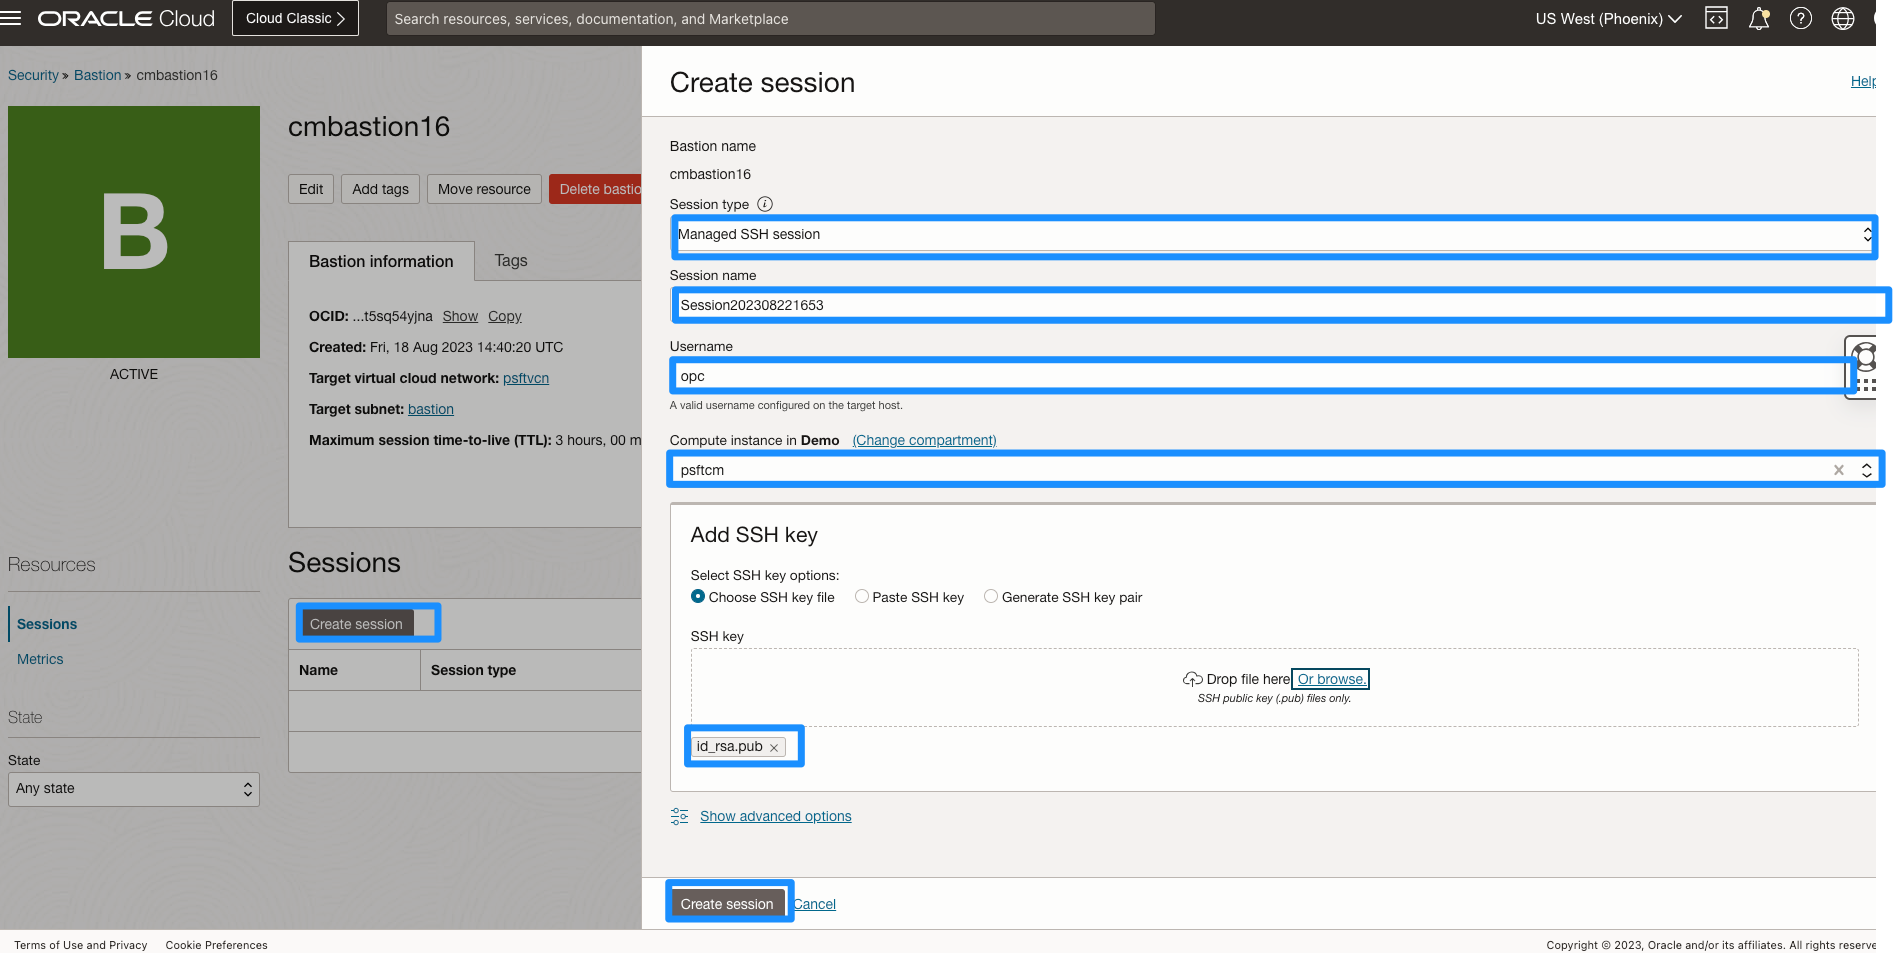 ORACLE Cloud
Cloud Classic
Search resources, services, documentation, and Marketplace
US West (Phoenix)
Security » Bastion » cmbastion16
B
ACTIVE
cmbastion16
Edit
Add tags
Move resource
Delete bastio
Bastion information
Tags
OCID: ...t5sq54yjna Show Copy
Created: Fri, 18 Aug 2023 14:40:20 UTC
Target virtual cloud network: psftvcn
Target subnet: bastion
Maximum session time-to-live (TTL): 3 hours, 00 m
Resources
Sessions
Metrics
State
State
Any state
Sessions
Create session
Name
Session type
Create session
Help
Bastion name
cmbastion16
Session type
Managed SSH session
Session name
Session202308221653
Username
opc
A valid username configured on the target host.
Compute instance in Demo (Change compartment)
psftcm
Add SSH key
Select SSH key options:
Choose SSH key file
Paste SSH key
Generate SSH key pair
SSH key
Drop file here Or browse.
SSH public key (.pub) files only.
id_rsa.pub
Show advanced options
Create session
Cancel
Terms of Use and Privacy
Cookie Preferences
Copyright © 2023, Oracle and/or its affiliates. All rights reserve